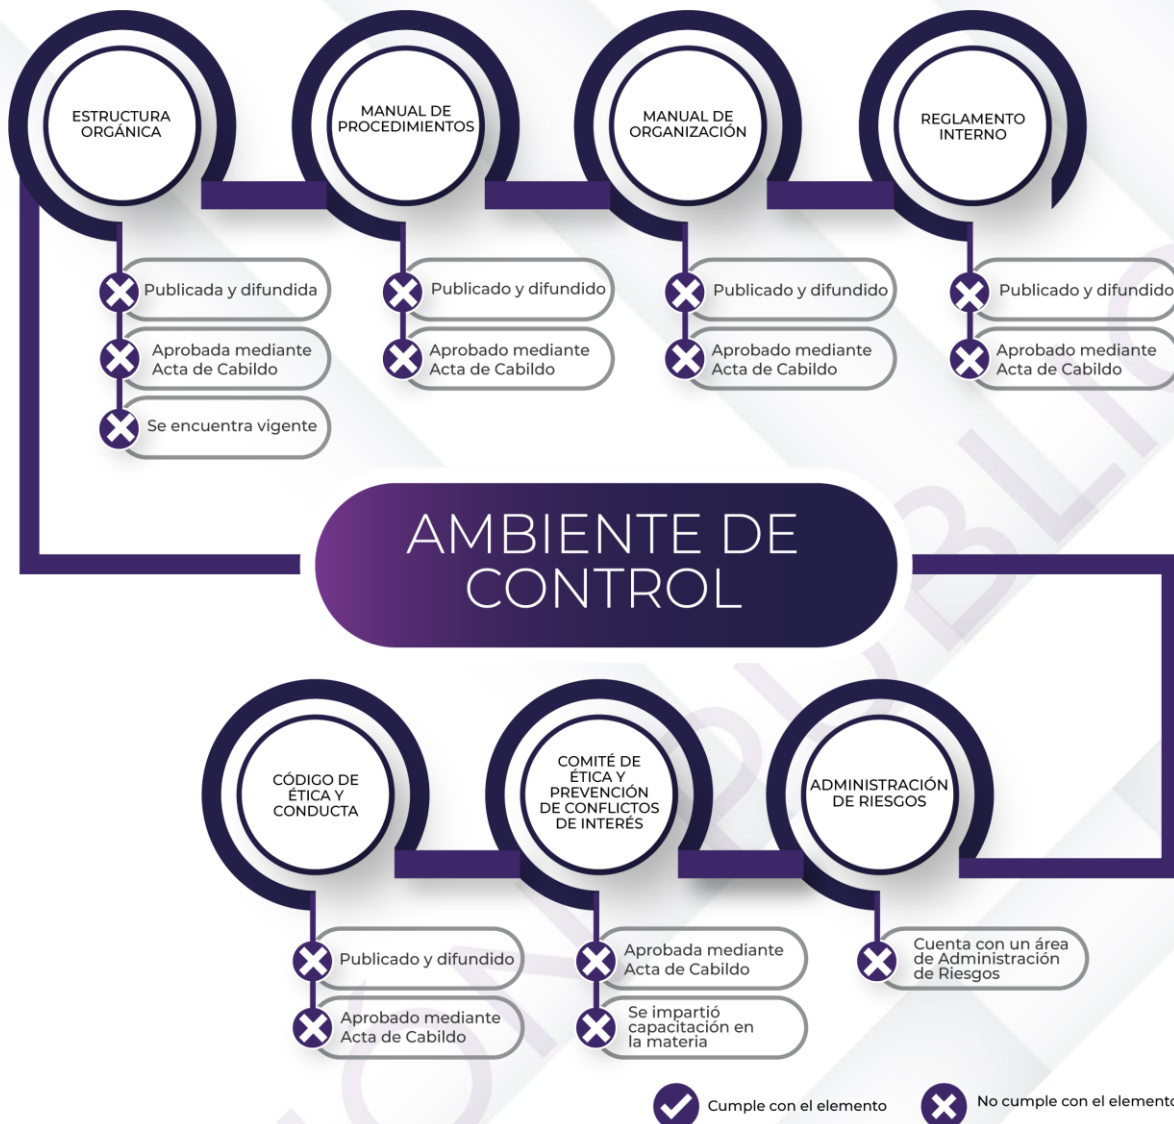 ESTRUCTURA
ORGÁNICA
MANUAL DE
PROCEDIMIENTOS
MANUAL DE
ORGANIZACIÓN
REGLAMENTO
INTERNO
Publicada y difundida
Aprobada mediante
Acta de Cabildo
Se encuentra vigente
Publicado y difundido
Aprobado mediante
Acta de Cabildo
Publicado y difundido
Aprobado mediante
Acta de Cabildo
Publicado y difundido
Aprobado mediante
Acta de Cabildo
AMBIENTE DE
CONTROL
CÓDIGO DE
ÉTICA Y
CONDUCTA
COMITÉ DE
ÉTICA Y
PREVENCIÓN
DE CONFLICTOS
DE INTERÉS
ADMINISTRACIÓN
DE RIESGOS
Publicado y difundido
Aprobado mediante
Acta de Cabildo
Aprobada mediante
Acta de Cabildo
Se impartió
capacitación en
la materia
Cuenta con un área
de Administración
de Riesgos
Cumple con el elemento
No cumple con el elemento